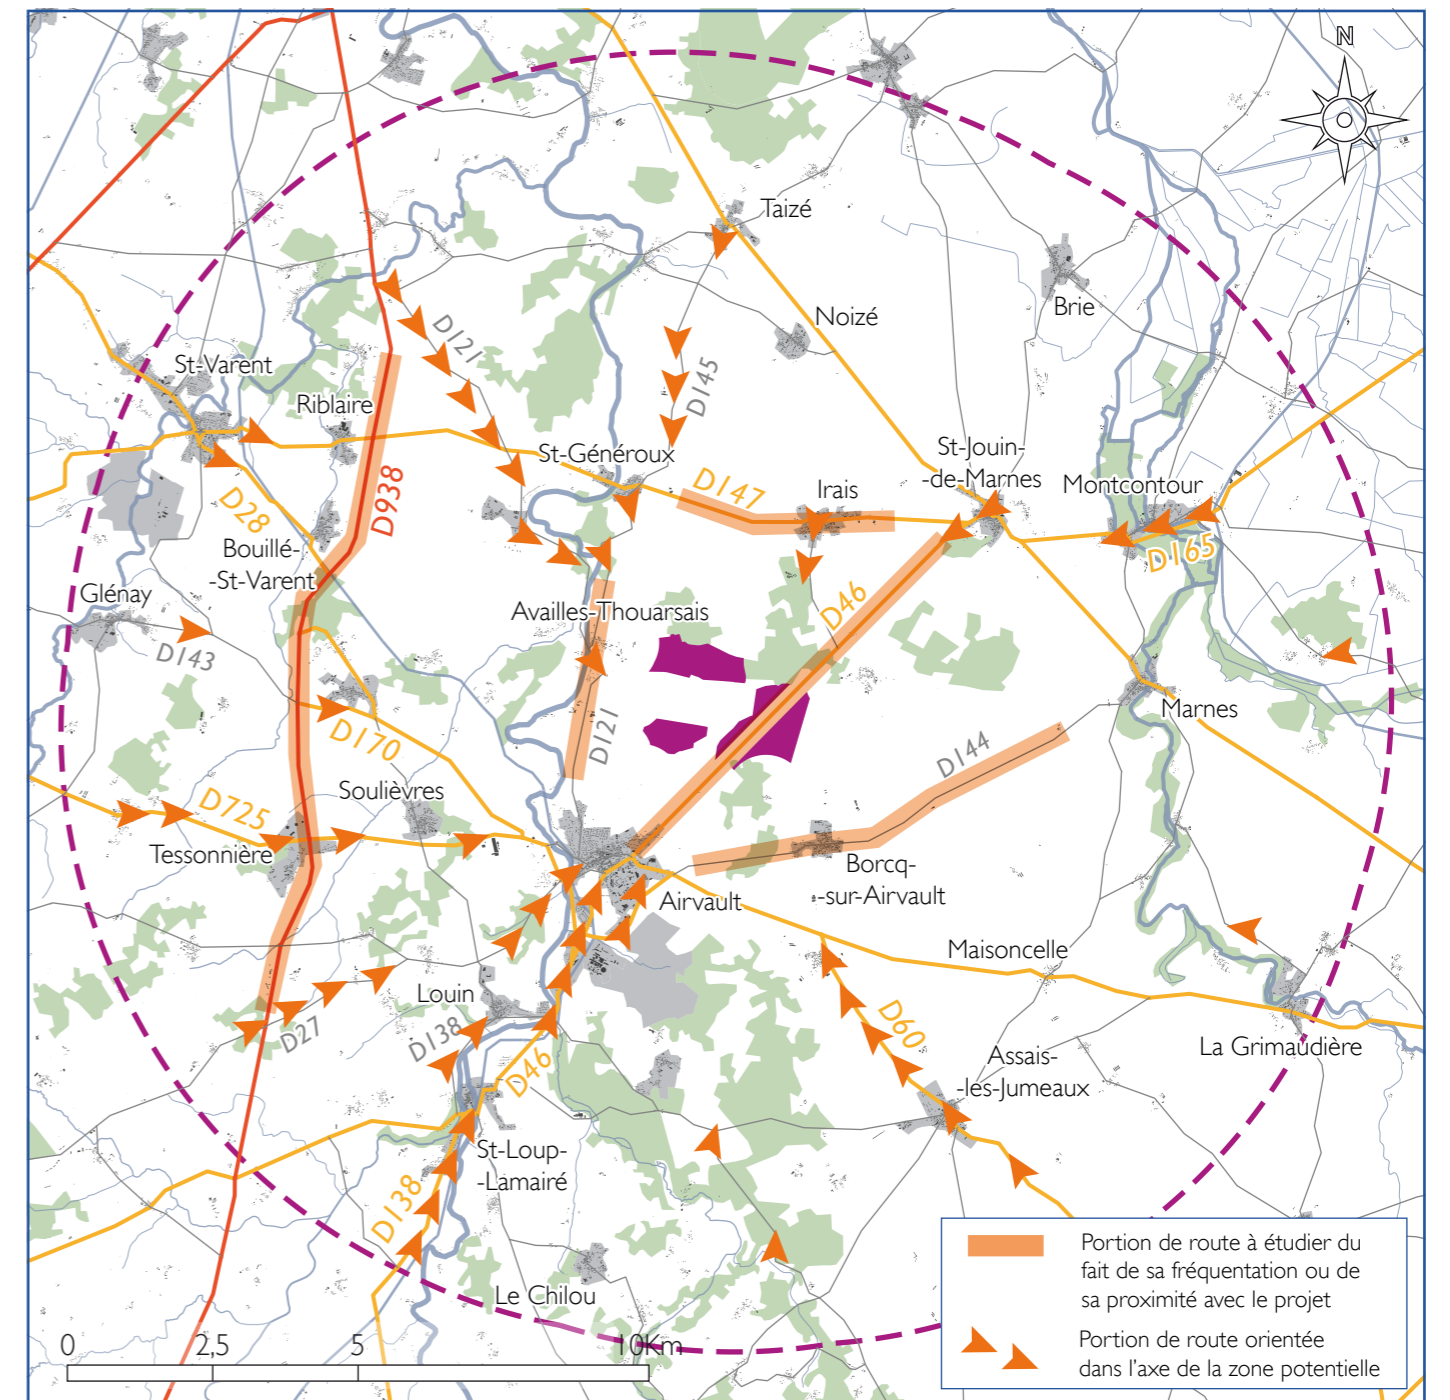 N
Taizé
Noizé
Brie
D121
D145
St-Varent
Riblaire
St-Généroux
D147
Irais
St-Jouin-
-de-Marnes
Montcontour
D165
D28
D938
Bouillé-
-St-Varent
Glénay
D143
Availles-Thouarsais
D46
D121
D170
Marnes
D144
D725
Soulièvres
Tessonnière
Airvault
Borcq-
-sur-Airvault
Maisoncelle
Louin
D27
D138
D46
D60
Assais-
-les-Jumeaux
La Grimaudière
St-Loup-
-Lamairé
D138
Le Chilou
0 2,5 5 10Km
Portion de route à étudier du
fait de sa fréquentation ou de
sa proximité avec le projet
Portion de route orientée
dans l'axe de la zone potentielle